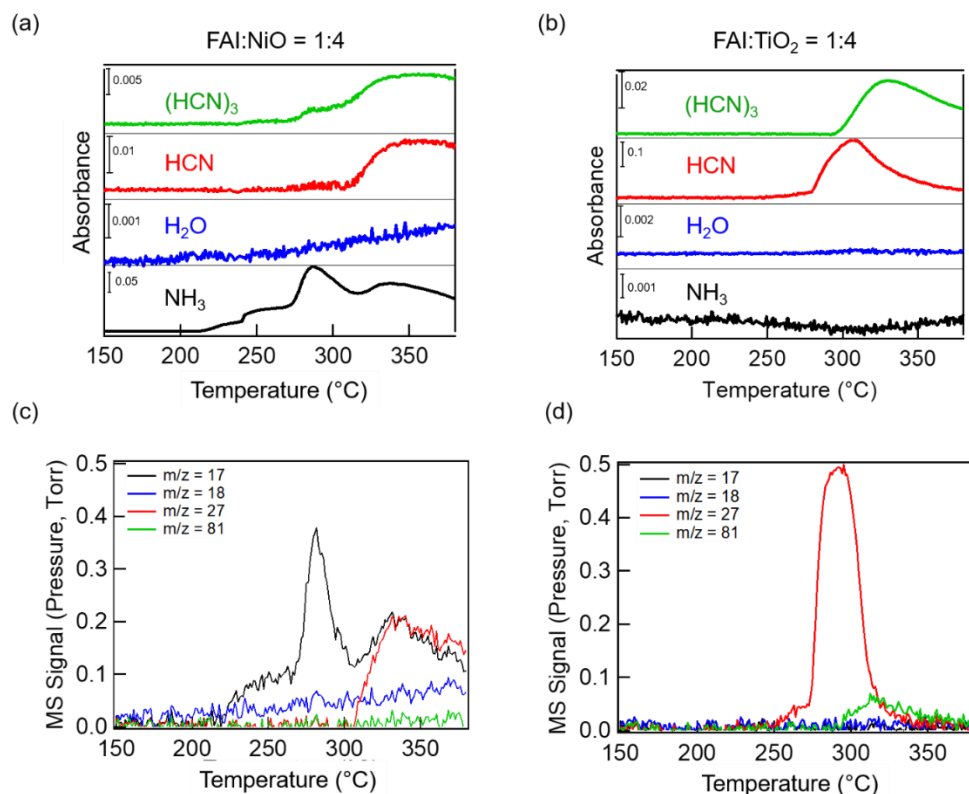 (a)
FAI:NiO = 1:4
0.005
(HCN)3
0.01
HCN
0.001
H2O
0.05
NH3
Absorbance
150 200 250 300 350
Temperature (°C)
(b)
FAI:TiO2 = 1:4
0.02
(HCN)3
0.1
HCN
0.002
H2O
0.001
NH3
Absorbance
150 200 250 300 350
Temperature (°C)
(c)
m/z = 17
m/z = 18
m/z = 27
m/z = 81
0.5
0.4
0.3
0.2
0.1
0.0
MS Signal (Pressure, Torr)
150 200 250 300 350
Temperature (°C)
(d)
m/z = 17
m/z = 18
m/z = 27
m/z = 81
0.5
0.4
0.3
0.2
0.1
0.0
MS Signal (Pressure, Torr)
150 200 250 300 350
Temperature (°C)